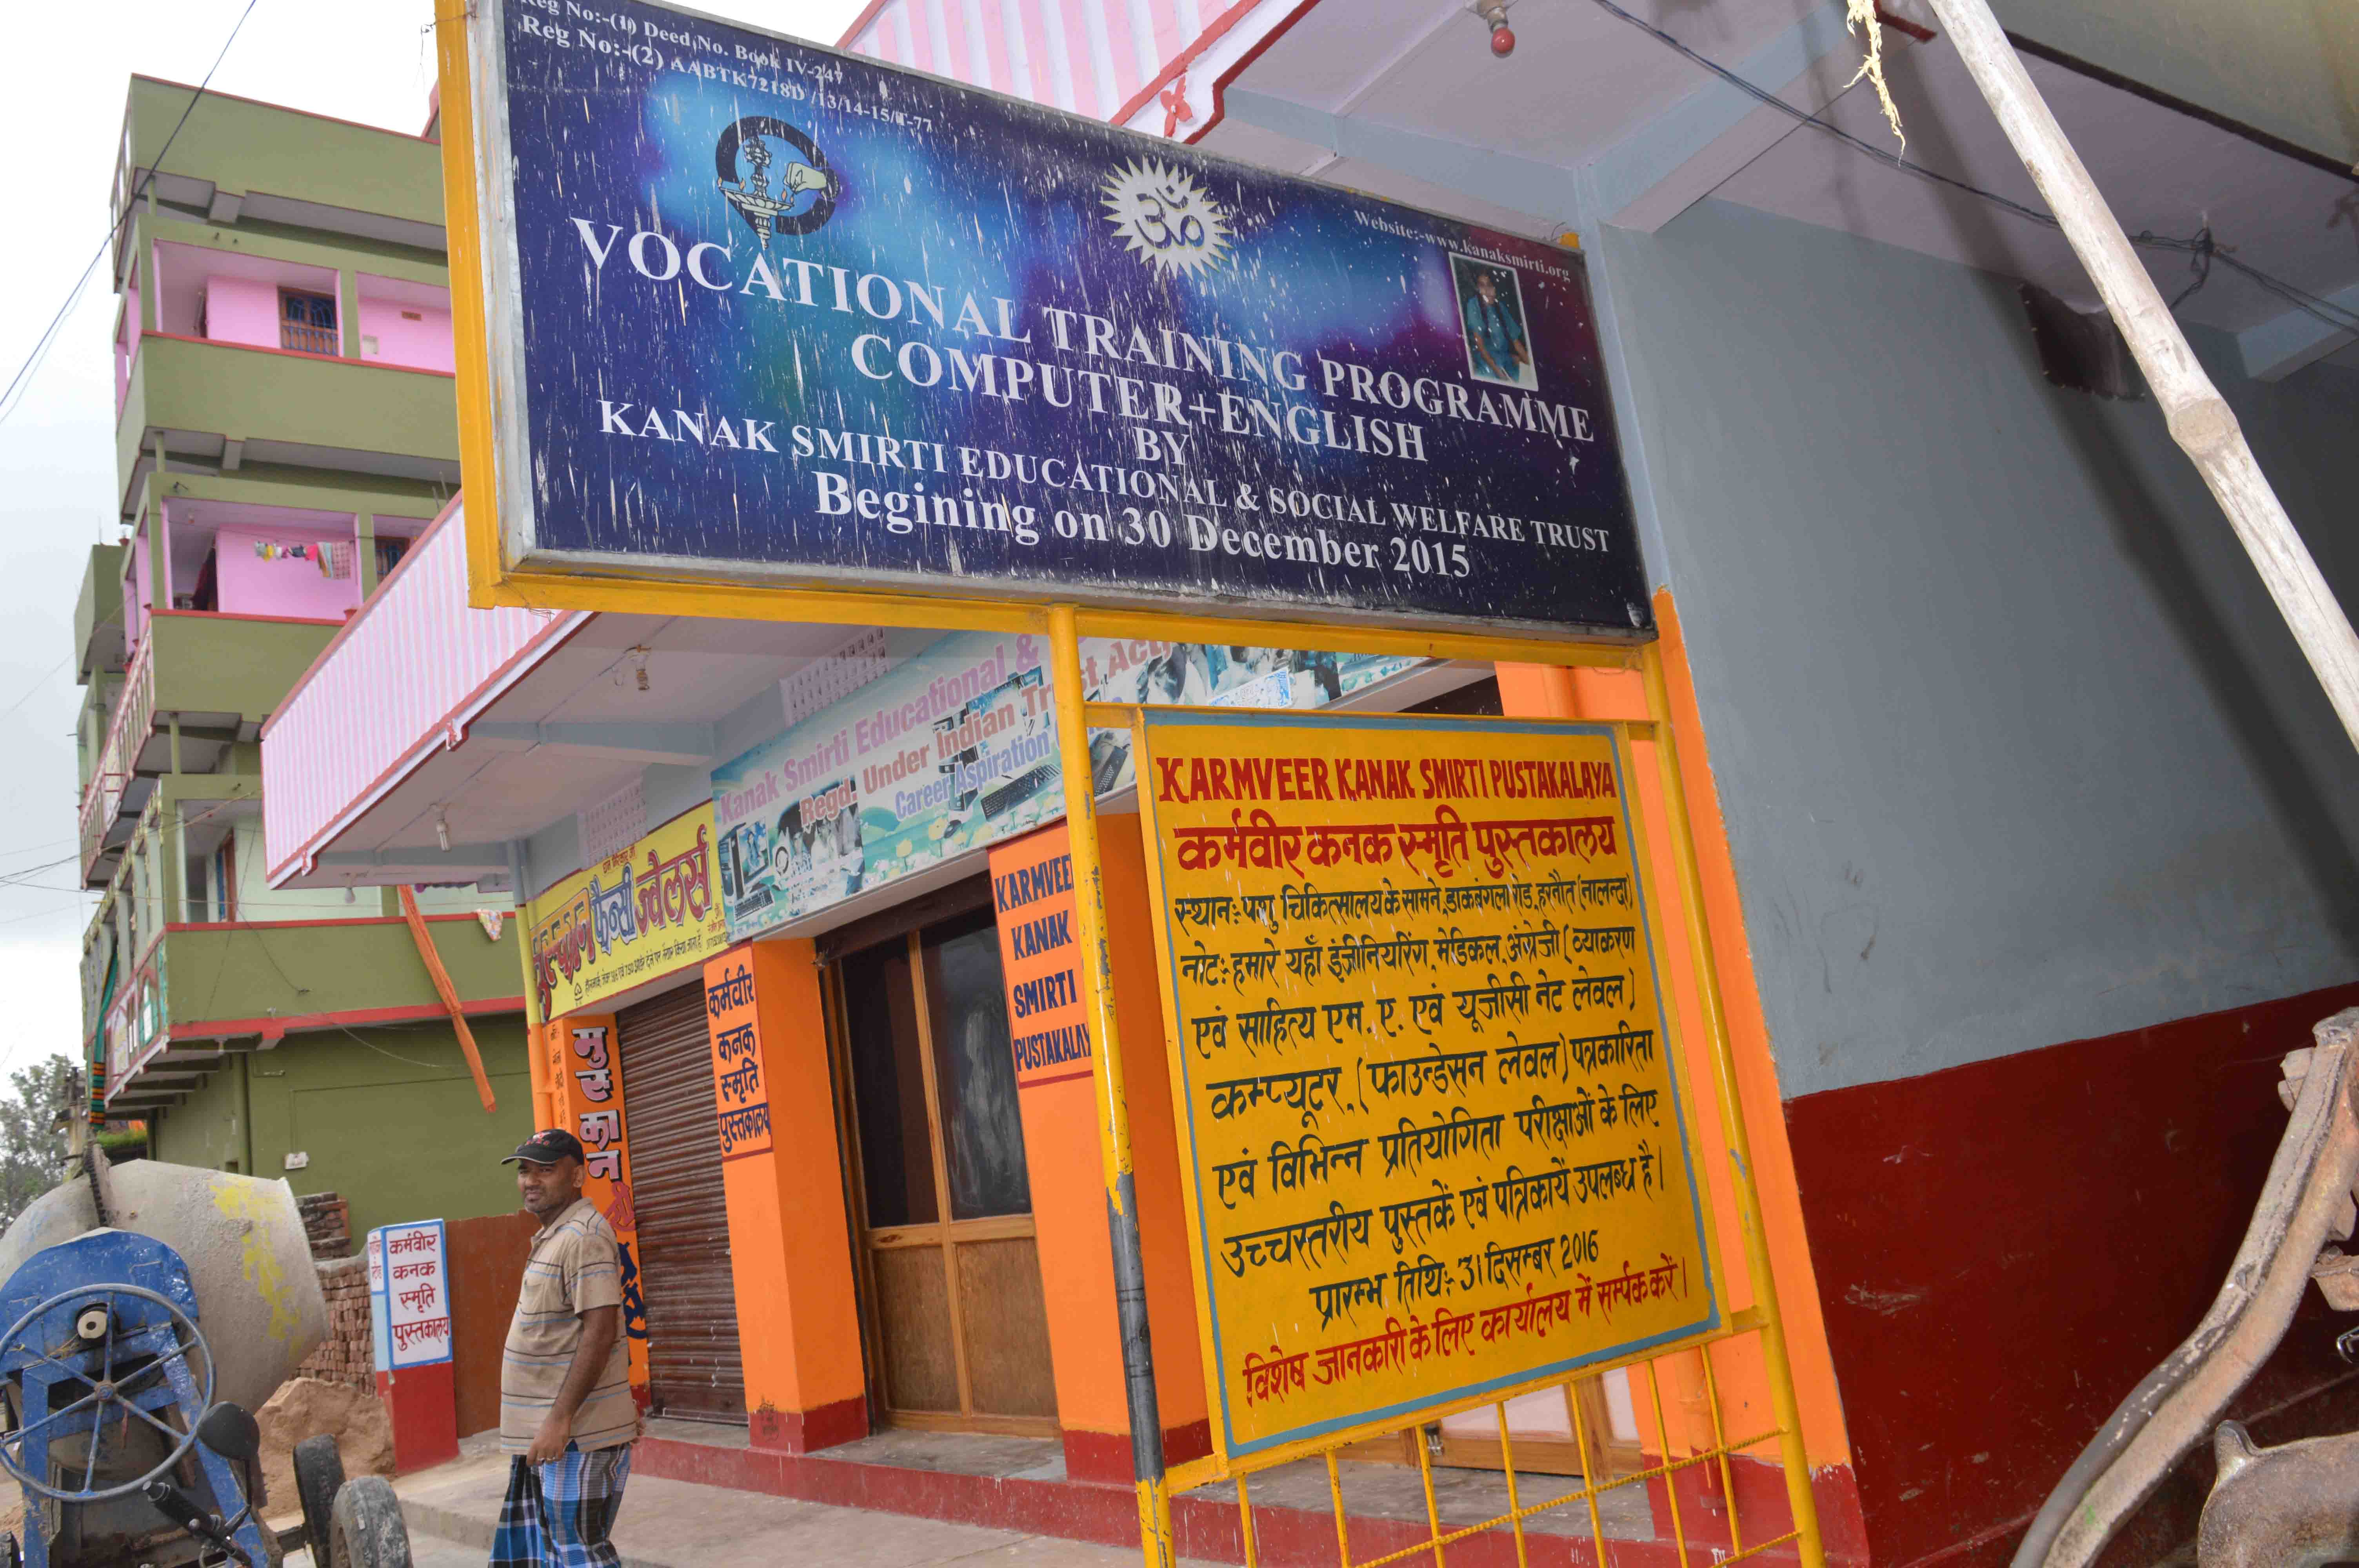 Reg No:-(1) Deed No. Book IV-247
Reg No:-(2) AABTK7218D /13/14-15/T-77
ॐ
Website:-www.kanaksmirti.org
VOCATIONAL TRAINING PROGRAMME
COMPUTER+ENGLISH
BY
KANAK SMIRTI EDUCATIONAL & SOCIAL WELFARE TRUST
Begining on 30 December 2015
Kanak Smirti Educational &
Regd. Under Indian Trust Act
Career Aspiration
फैन्सी ज्वेलर्स
कर्मवीर
कनक
स्मृति
पुस्तकालय
KARMVEE
KANAK
SMIRTI
PUSTAKALAY
KARMVEER KANAK SMIRTI PUSTAKALAYA
कर्मवीर कनक स्मृति पुस्तकालय
स्थान:- पशु चिकित्सालय के सामने, डाकबंगला रोड, हरनौत (नालन्दा)
नोट:- हमारे यहाँ इंजीनियरिंग, मेडिकल, अंग्रेजी (व्याकरण
एवं साहित्य एम. ए. एवं यूजीसी नेट लेवल)
कम्प्यूटर, (फाउन्डेसन लेवल) पत्रकारिता
एवं विभिन्न प्रतियोगिता परीक्षाओं के लिए
उच्चस्तरीय पुस्तकें एवं पत्रिकायें उपलब्ध है।
प्रारम्भ तिथि:- 31 दिसम्बर 2016
विशेष जानकारी के लिए कार्यालय में सर्म्पक करें।
कर्मवीर
कनक
स्मृति
पुस्तकालय